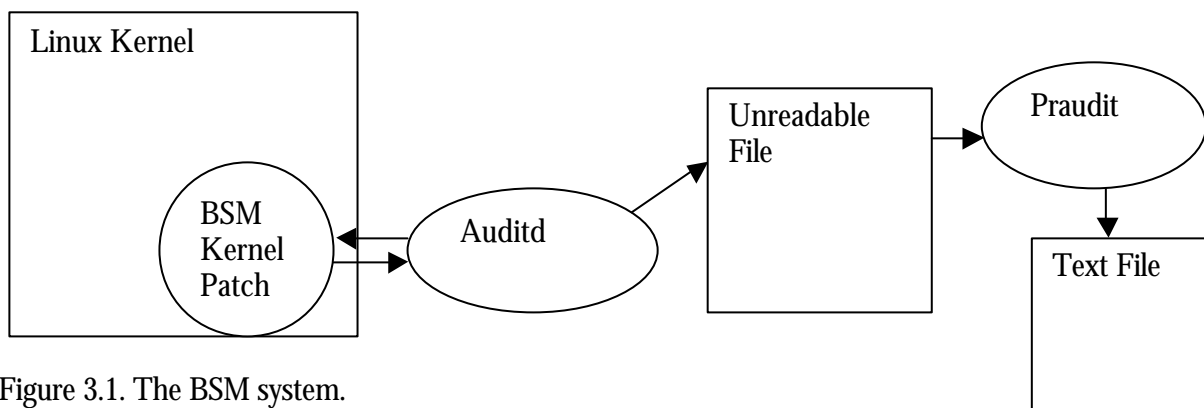 Linux Kernel
BSM
Kernel
Patch
Auditd
Unreadable
File
Praudit
Text File
Figure 3.1. The BSM system.